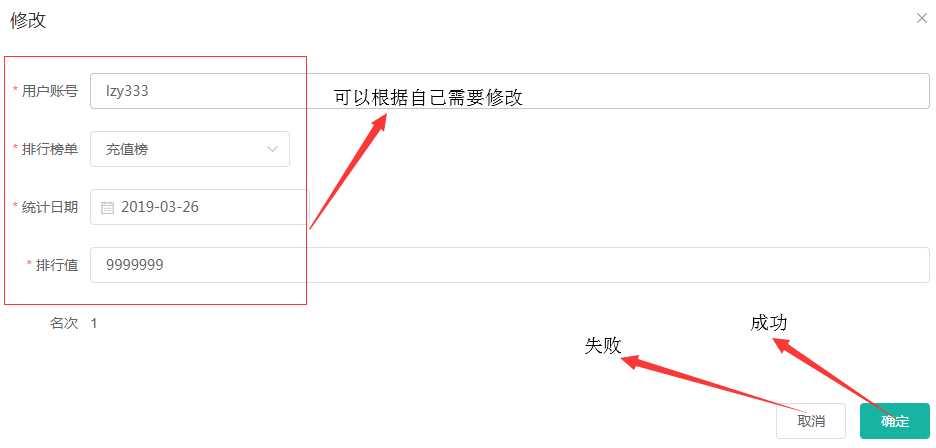 修改
* 用户账号 lzy333
可以根据自己需要修改
* 排行榜单 充值榜
* 统计日期 2019-03-26
* 排行值 9999999
名次 1
成功
失败
取消 确定